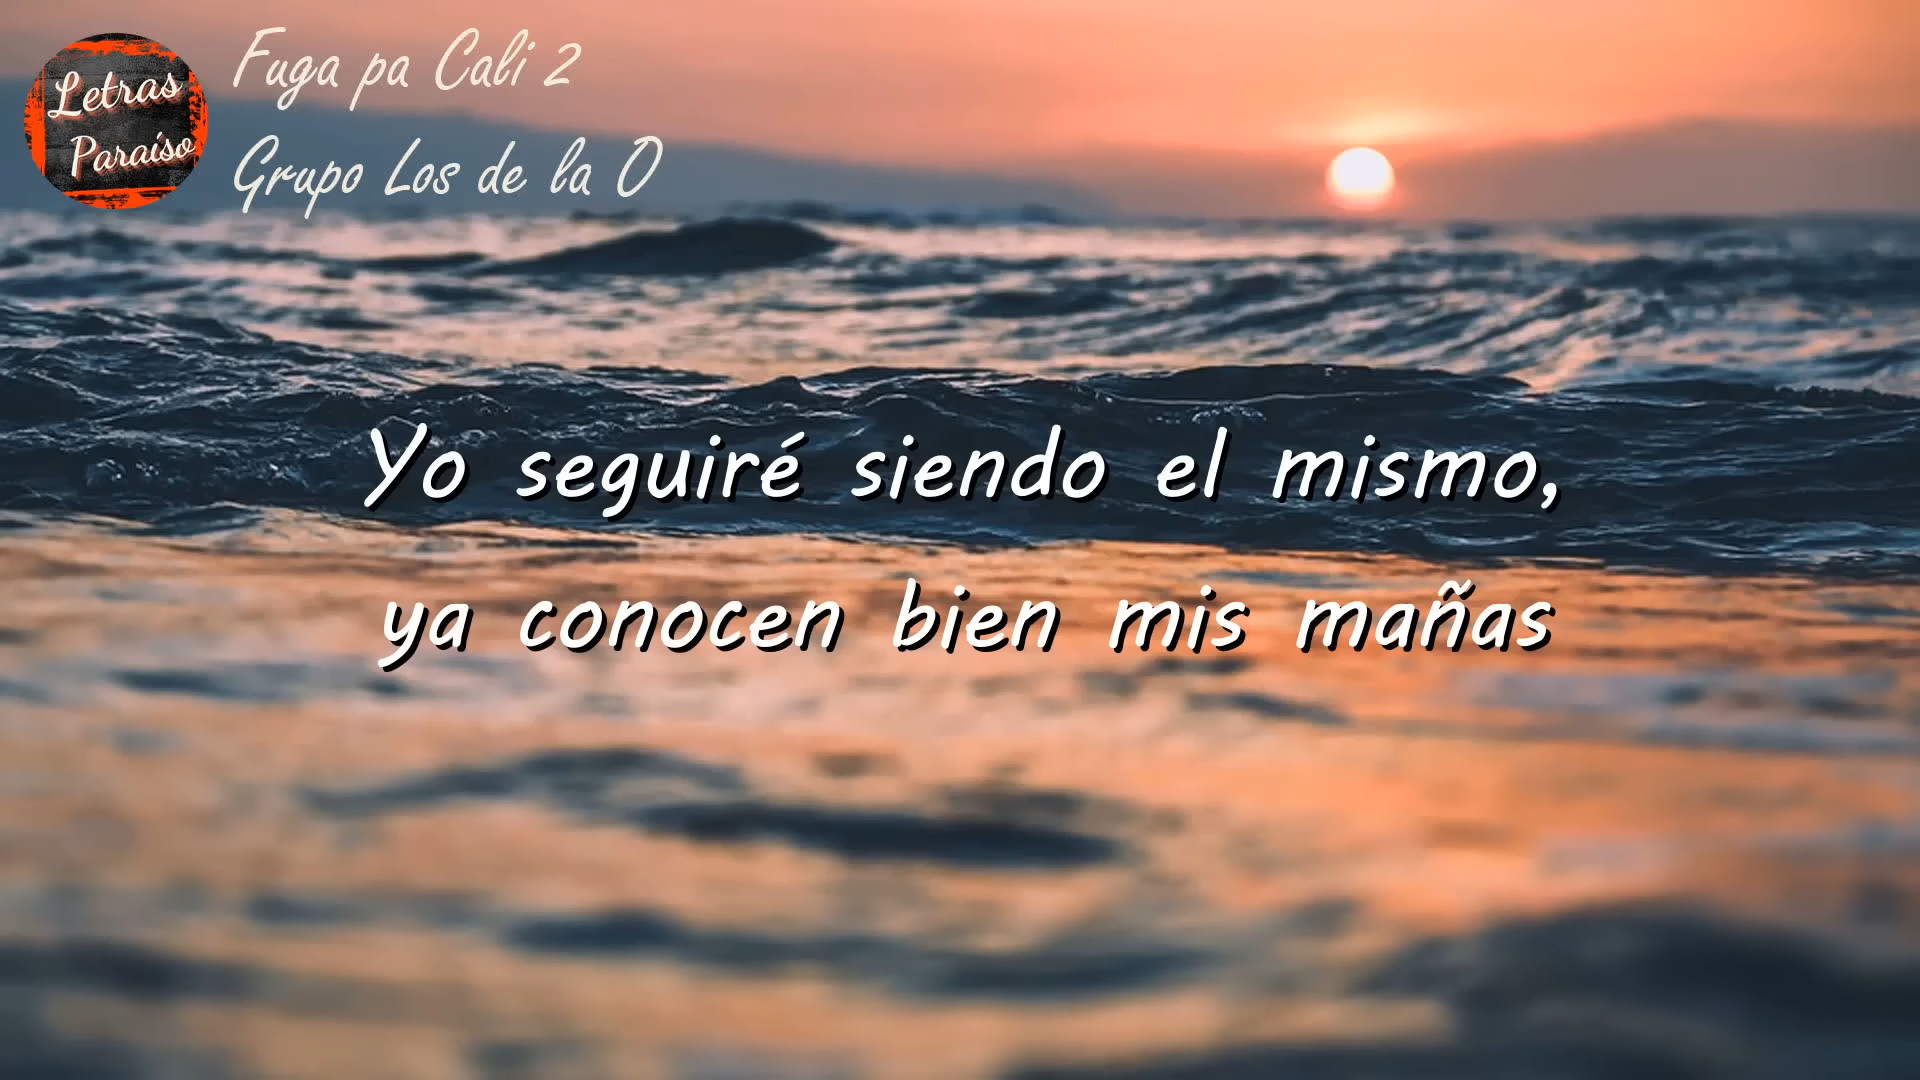 Letras
Paraíso
Fuga pa Cali 2
Grupo Los de la O
Yo seguiré siendo el mismo,
ya conocen bien mis mañas